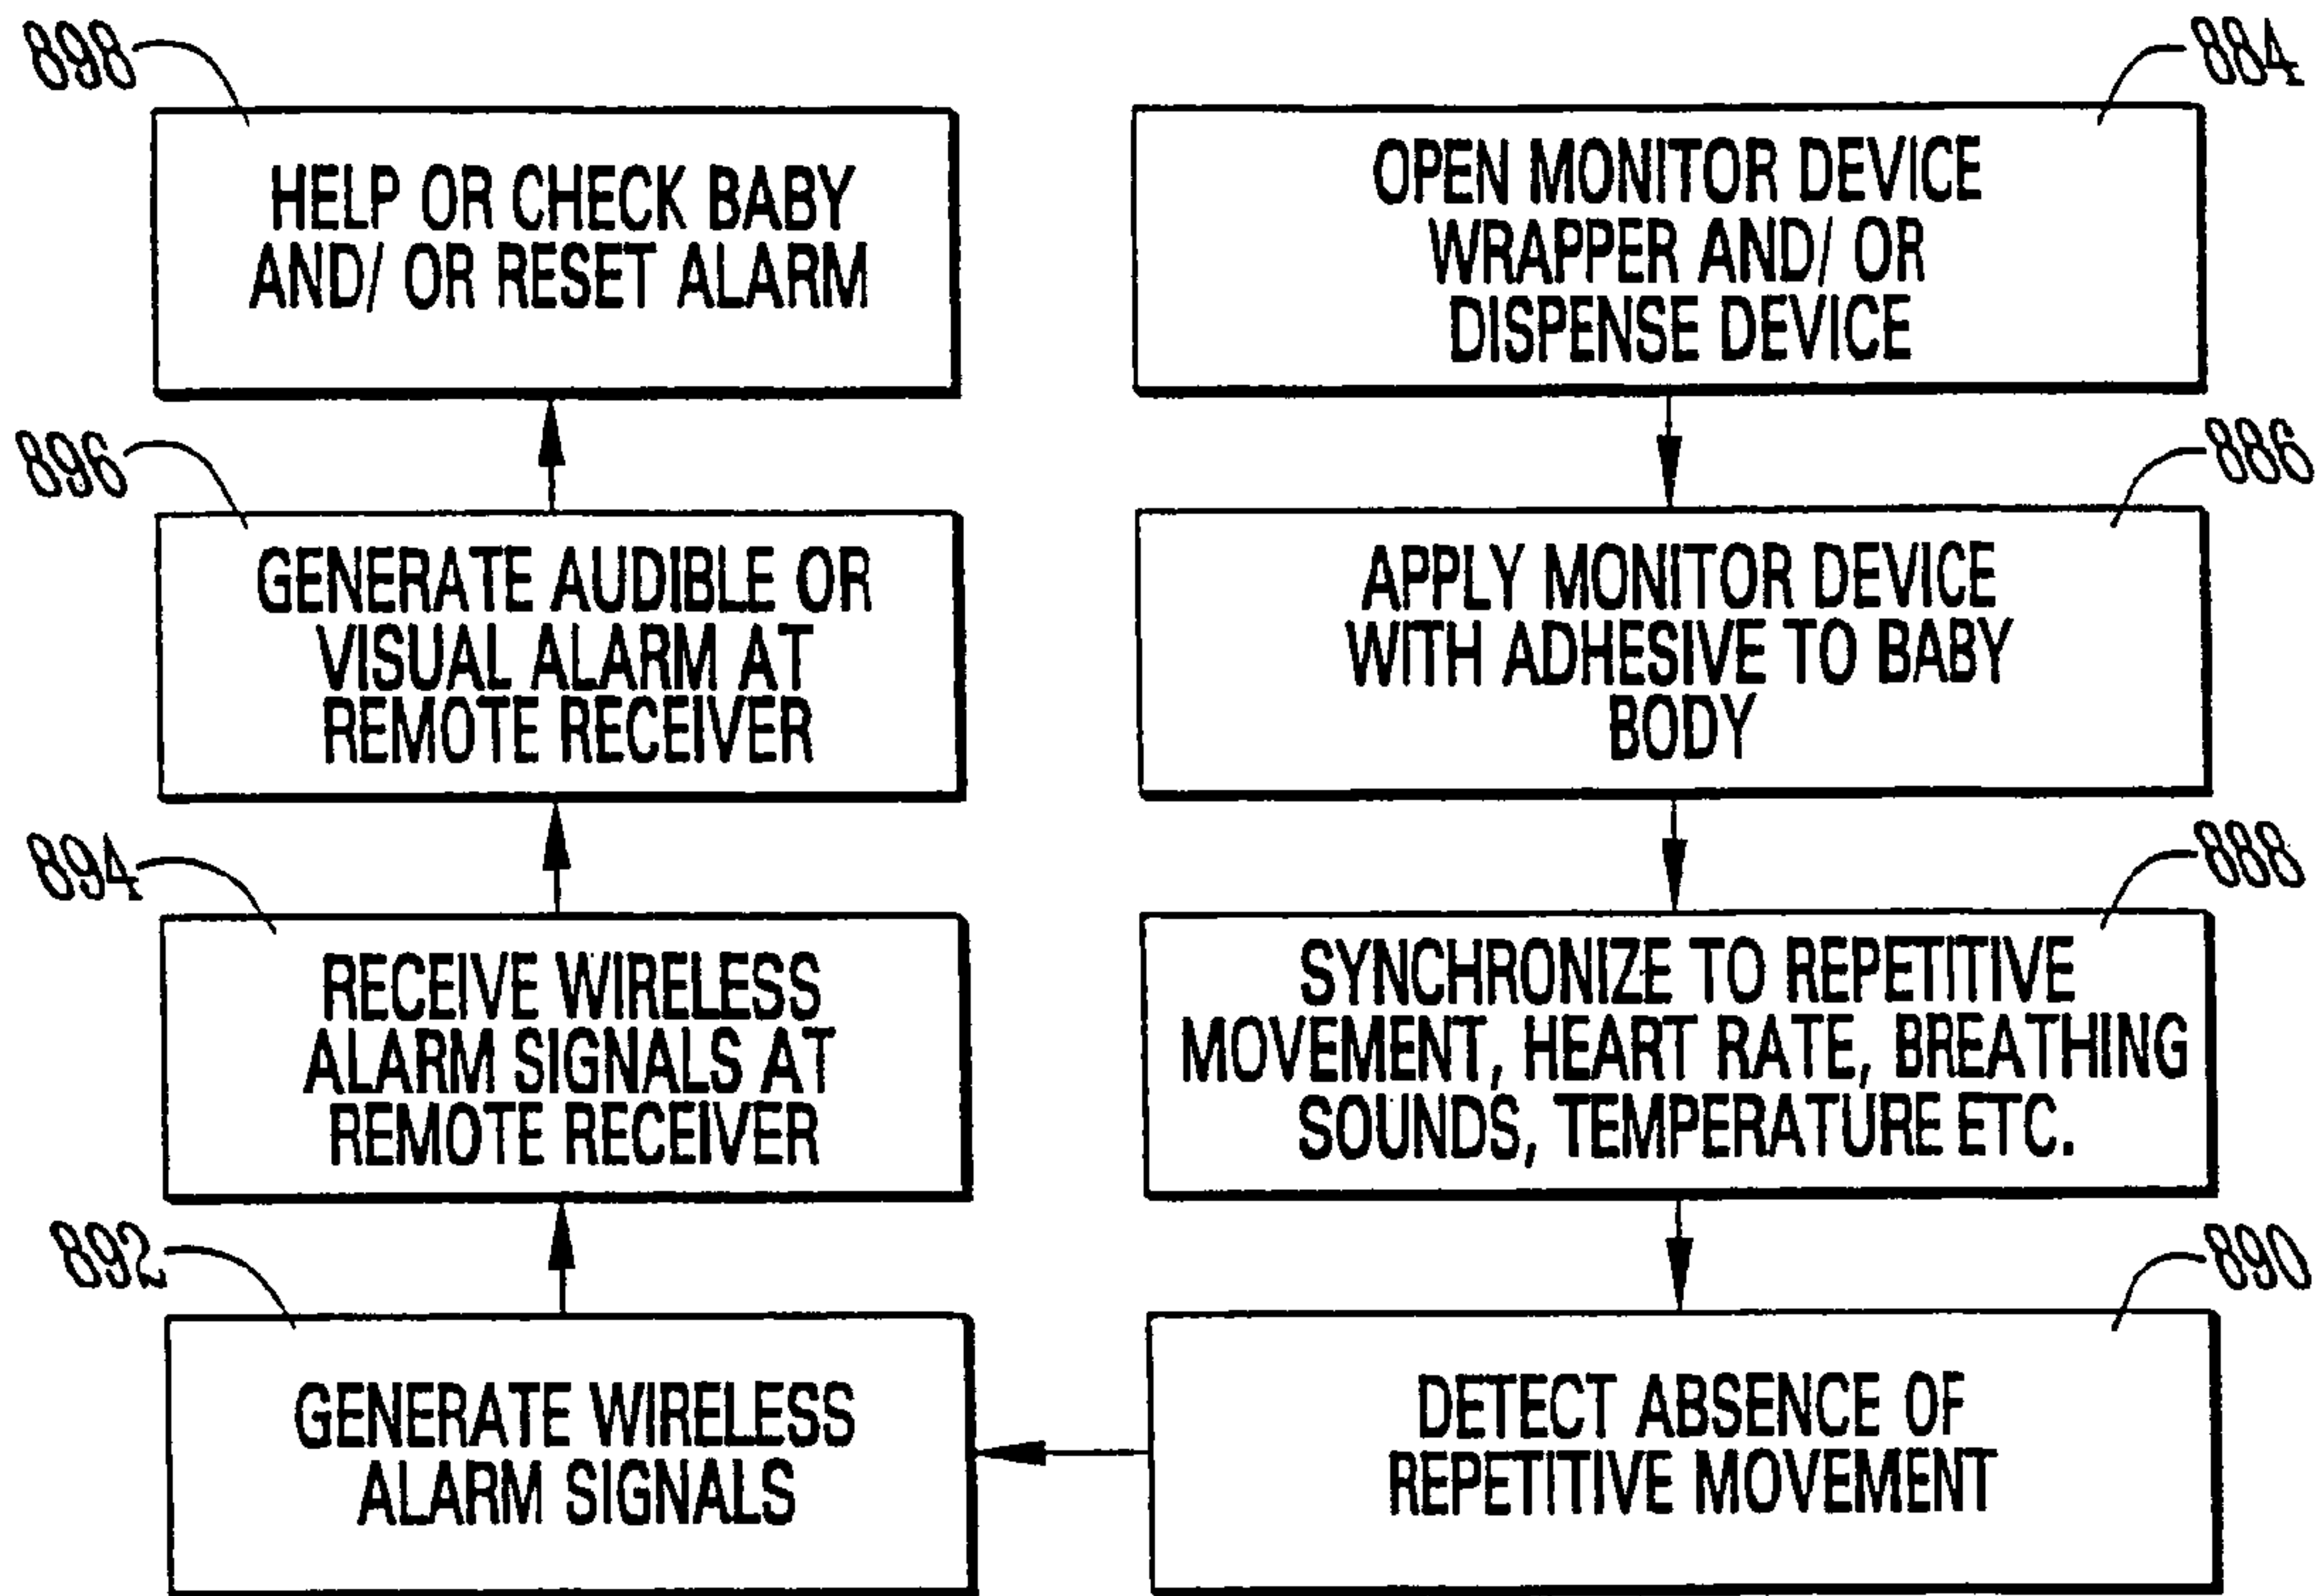 898
HELP OR CHECK BABY
AND/ OR RESET ALARM
896
GENERATE AUDIBLE OR
VISUAL ALARM AT
REMOTE RECEIVER
894
RECEIVE WIRELESS
ALARM SIGNALS AT
REMOTE RECEIVER
892
GENERATE WIRELESS
ALARM SIGNALS
884
OPEN MONITOR DEVICE
WRAPPER AND/ OR
DISPENSE DEVICE
886
APPLY MONITOR DEVICE
WITH ADHESIVE TO BABY
BODY
888
SYNCHRONIZE TO REPETITIVE
MOVEMENT, HEART RATE, BREATHING
SOUNDS, TEMPERATURE ETC.
890
DETECT ABSENCE OF
REPETITIVE MOVEMENT